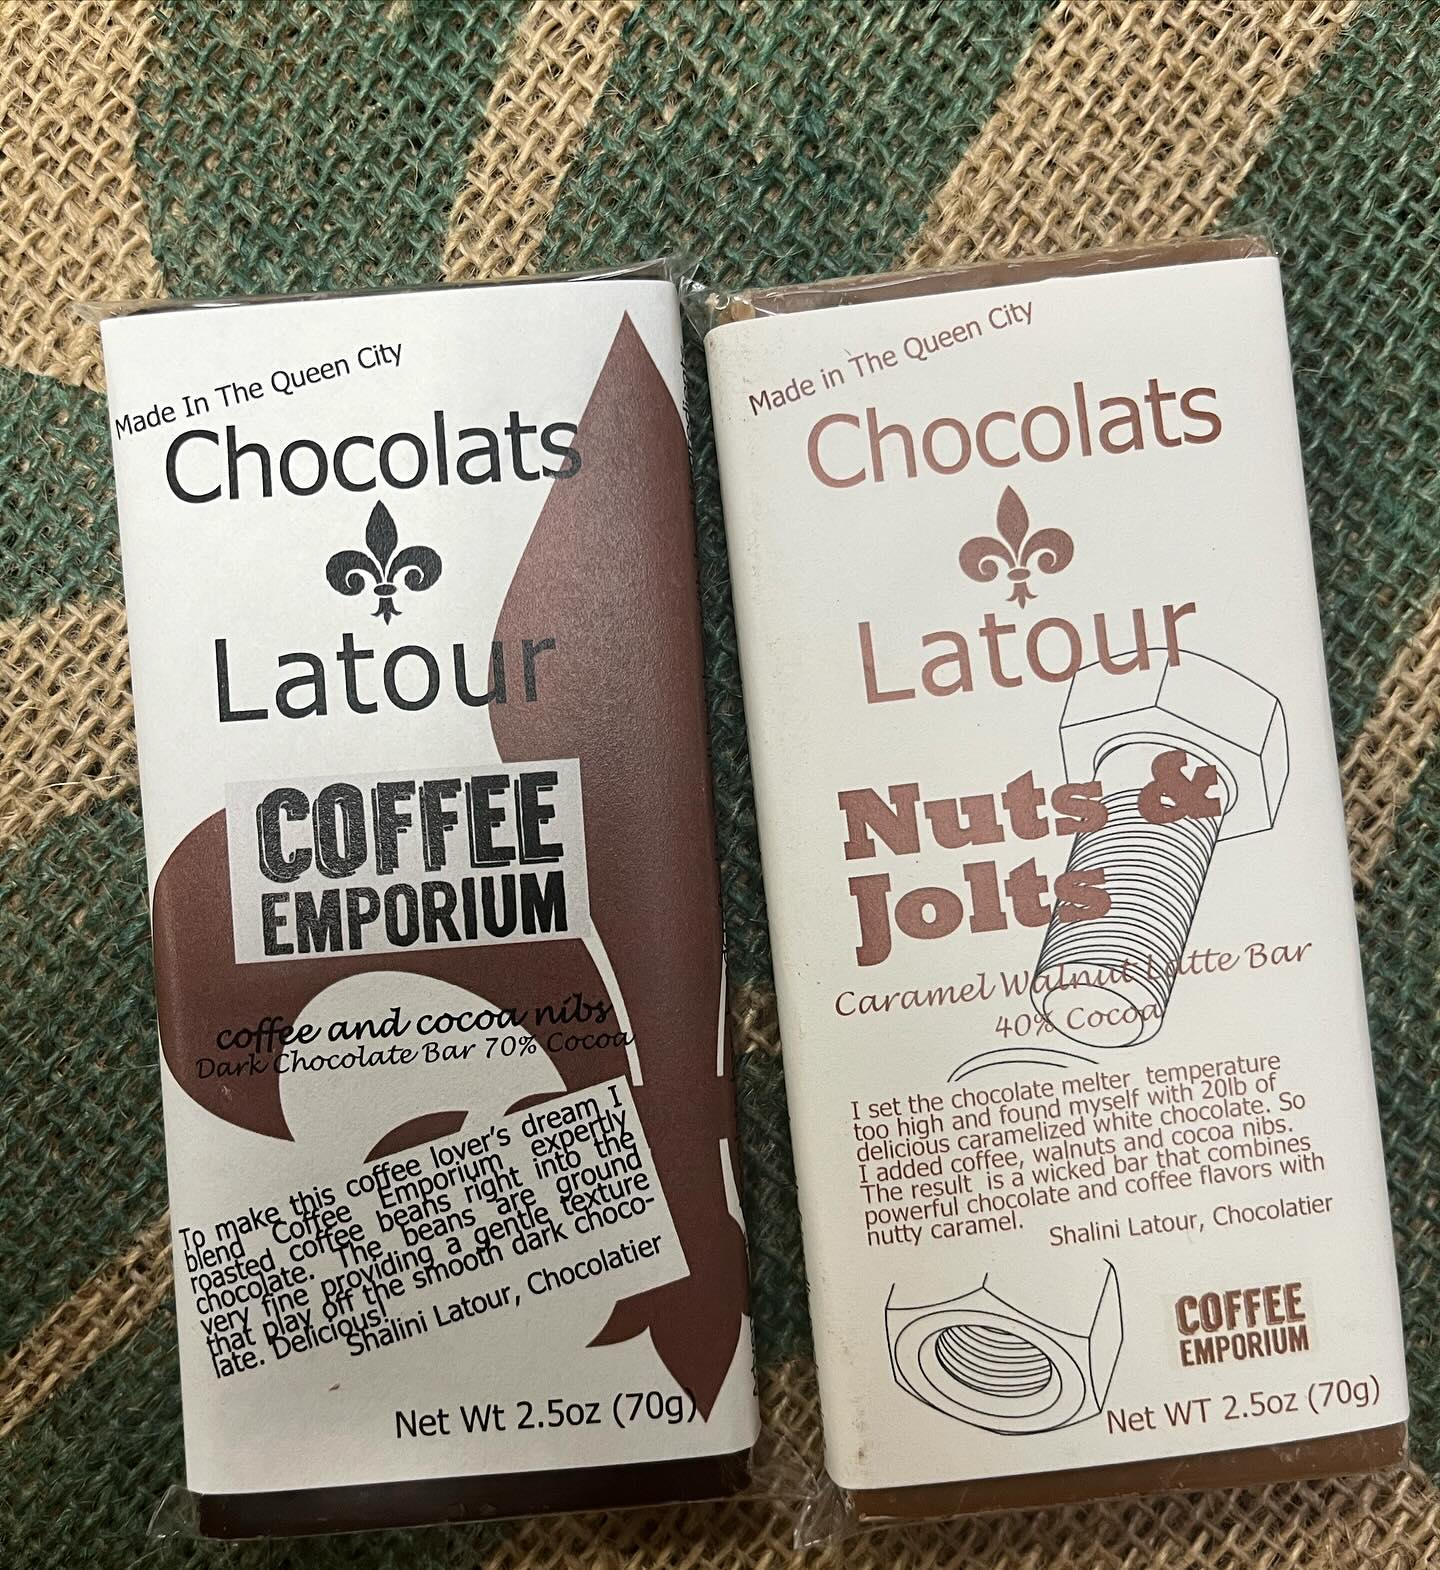 Made In The Queen City
Chocolats
Latour
COFFEE
EMPORIUM
coffee and cocoa nibs
Dark Chocolate Bar 70% Cocoa
To make this coffee lover's dream I
blend Coffee Emporium expertly
roasted coffee beans right into the
chocolate. The beans are ground
very fine providing a gentle texture
that play off the smooth dark choco-
late. Delicious!
Shalini Latour, Chocolatier
Net Wt 2.5oz (70g)
Made in The Queen City
Chocolats
Latour
Nuts &
Jolts
Caramel Walnut Latte Bar
40% Cocoa
I set the chocolate melter temperature
too high and found myself with 20lb of
delicious caramelized white chocolate. So
I added coffee, walnuts and cocoa nibs.
The result is a wicked bar that combines
powerful chocolate and coffee flavors with
nutty caramel.
Shalini Latour, Chocolatier
COFFEE
EMPORIUM
Net WT 2.5oz (70g)